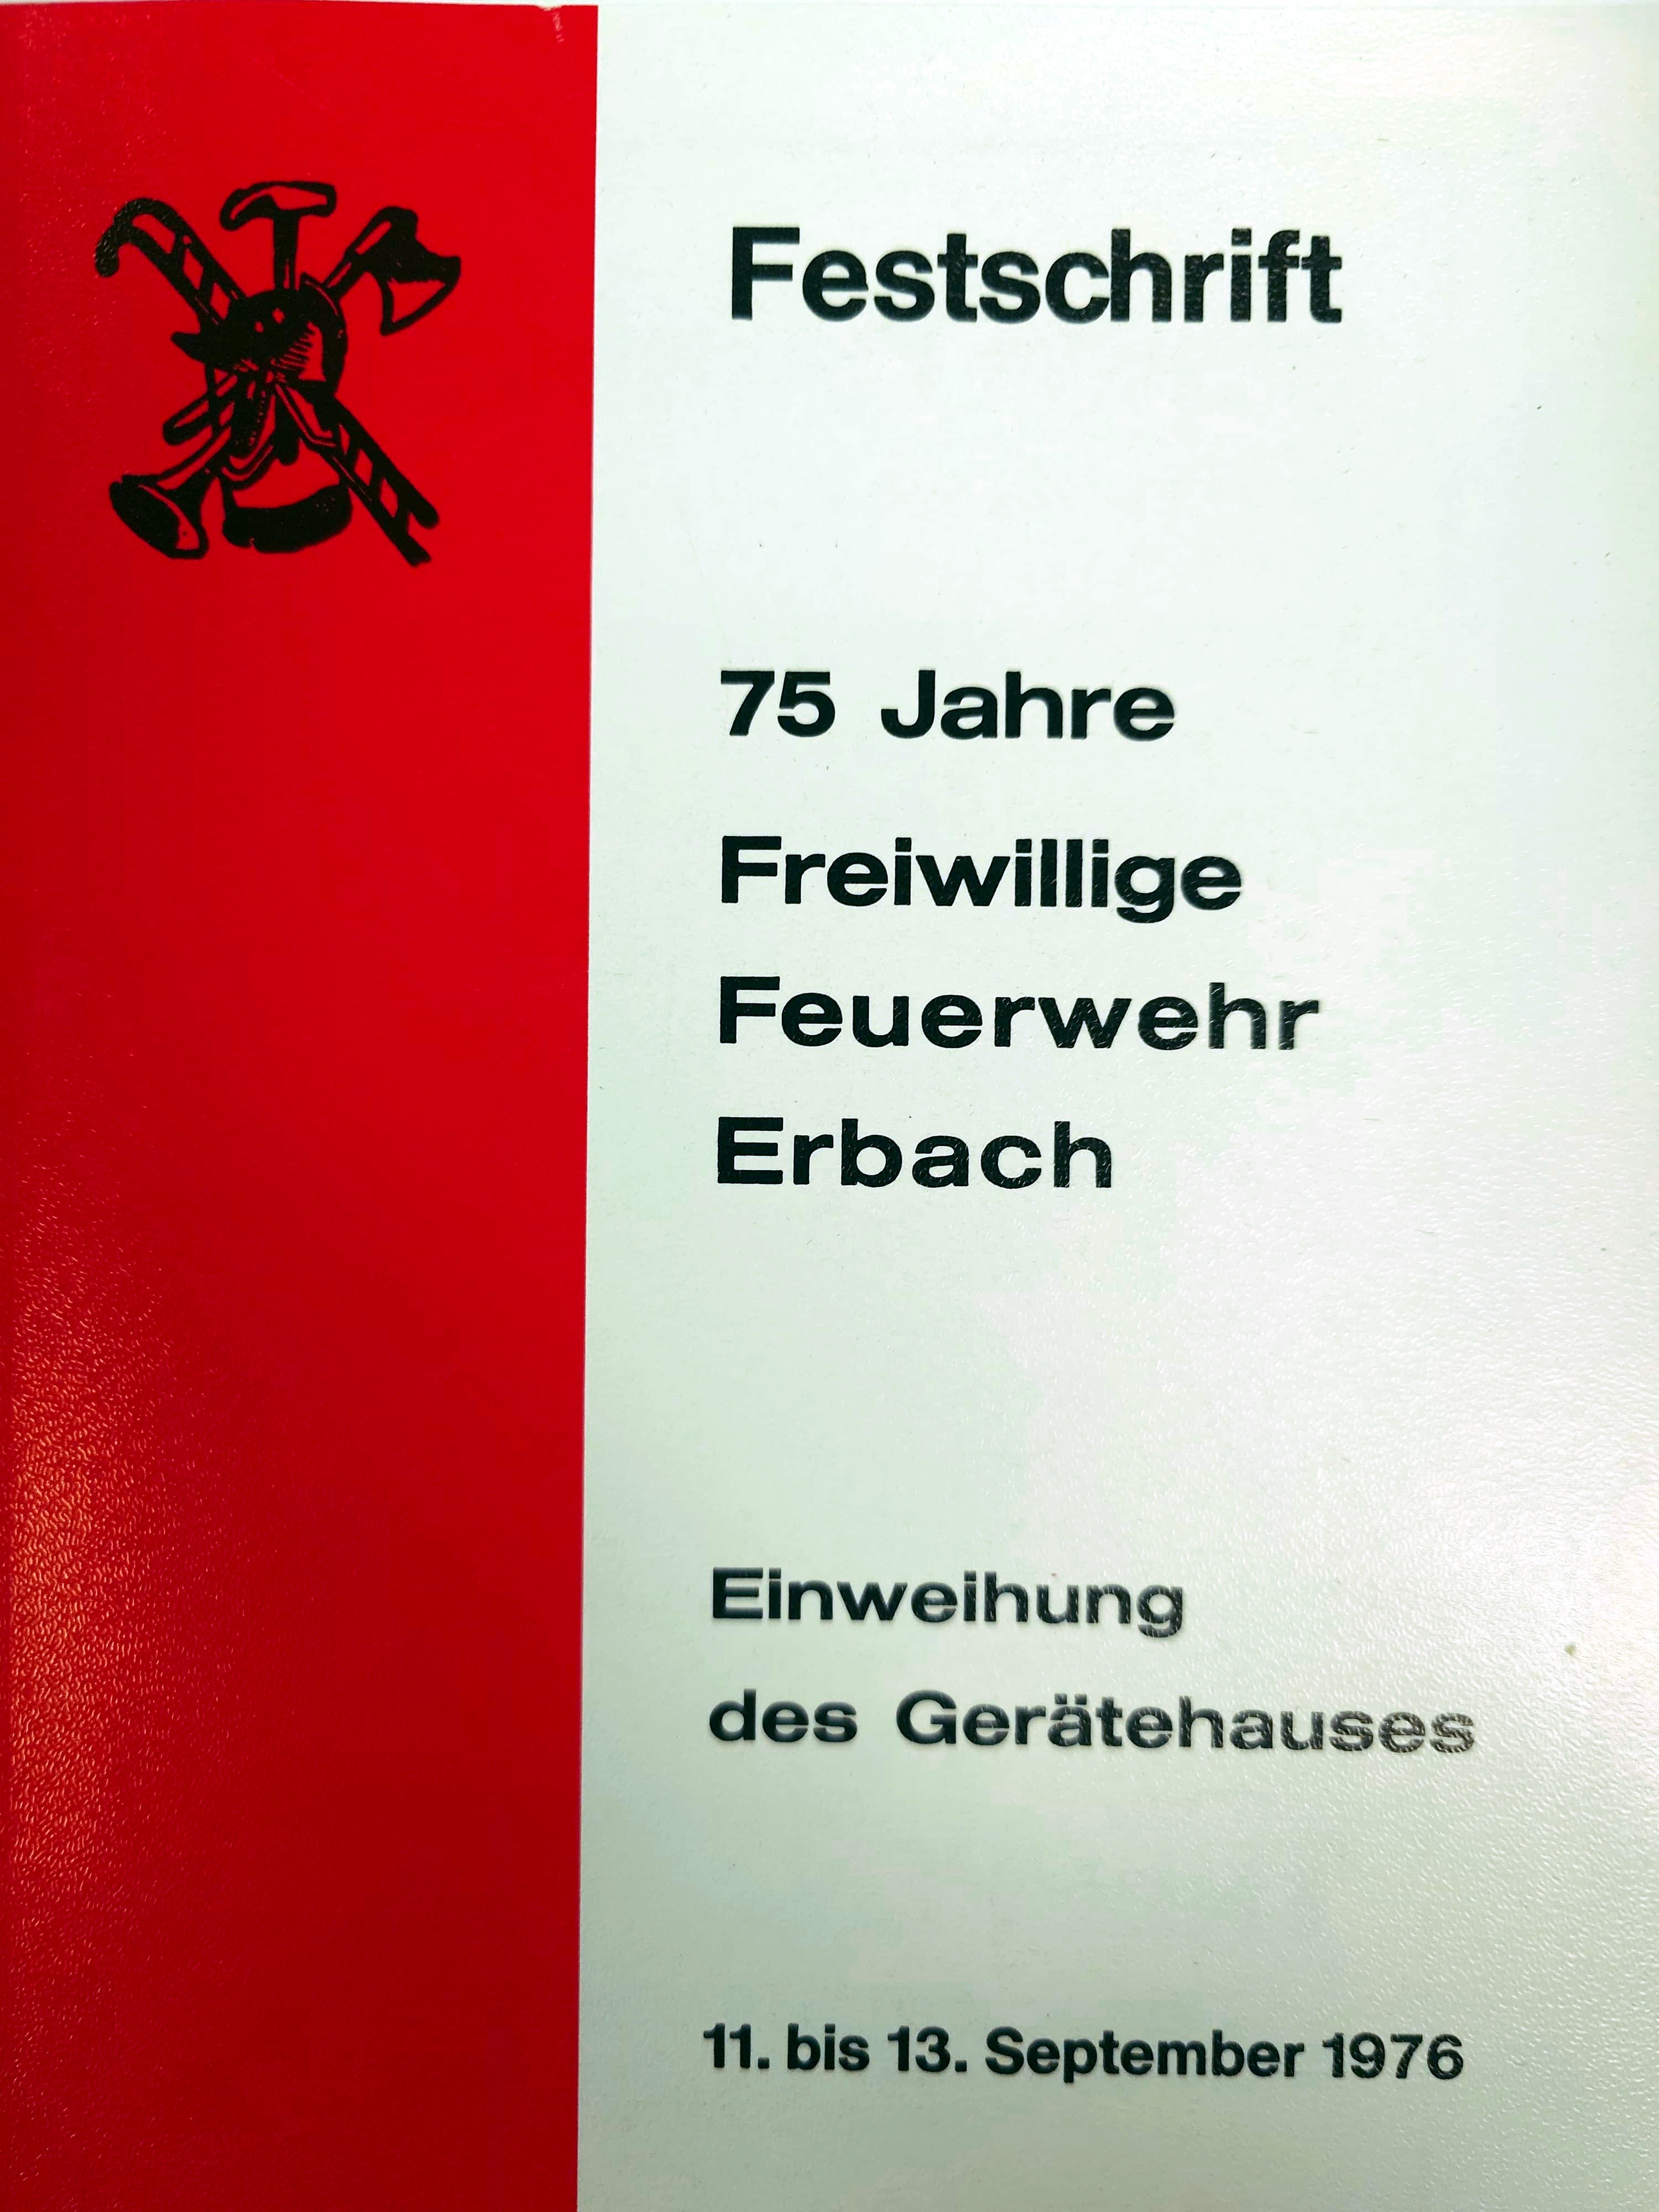 Festschrift
75 Jahre
Freiwillige
Feuerwehr
Erbach
Einweihung
des Gerätehauses
11. bis 13. September 1976